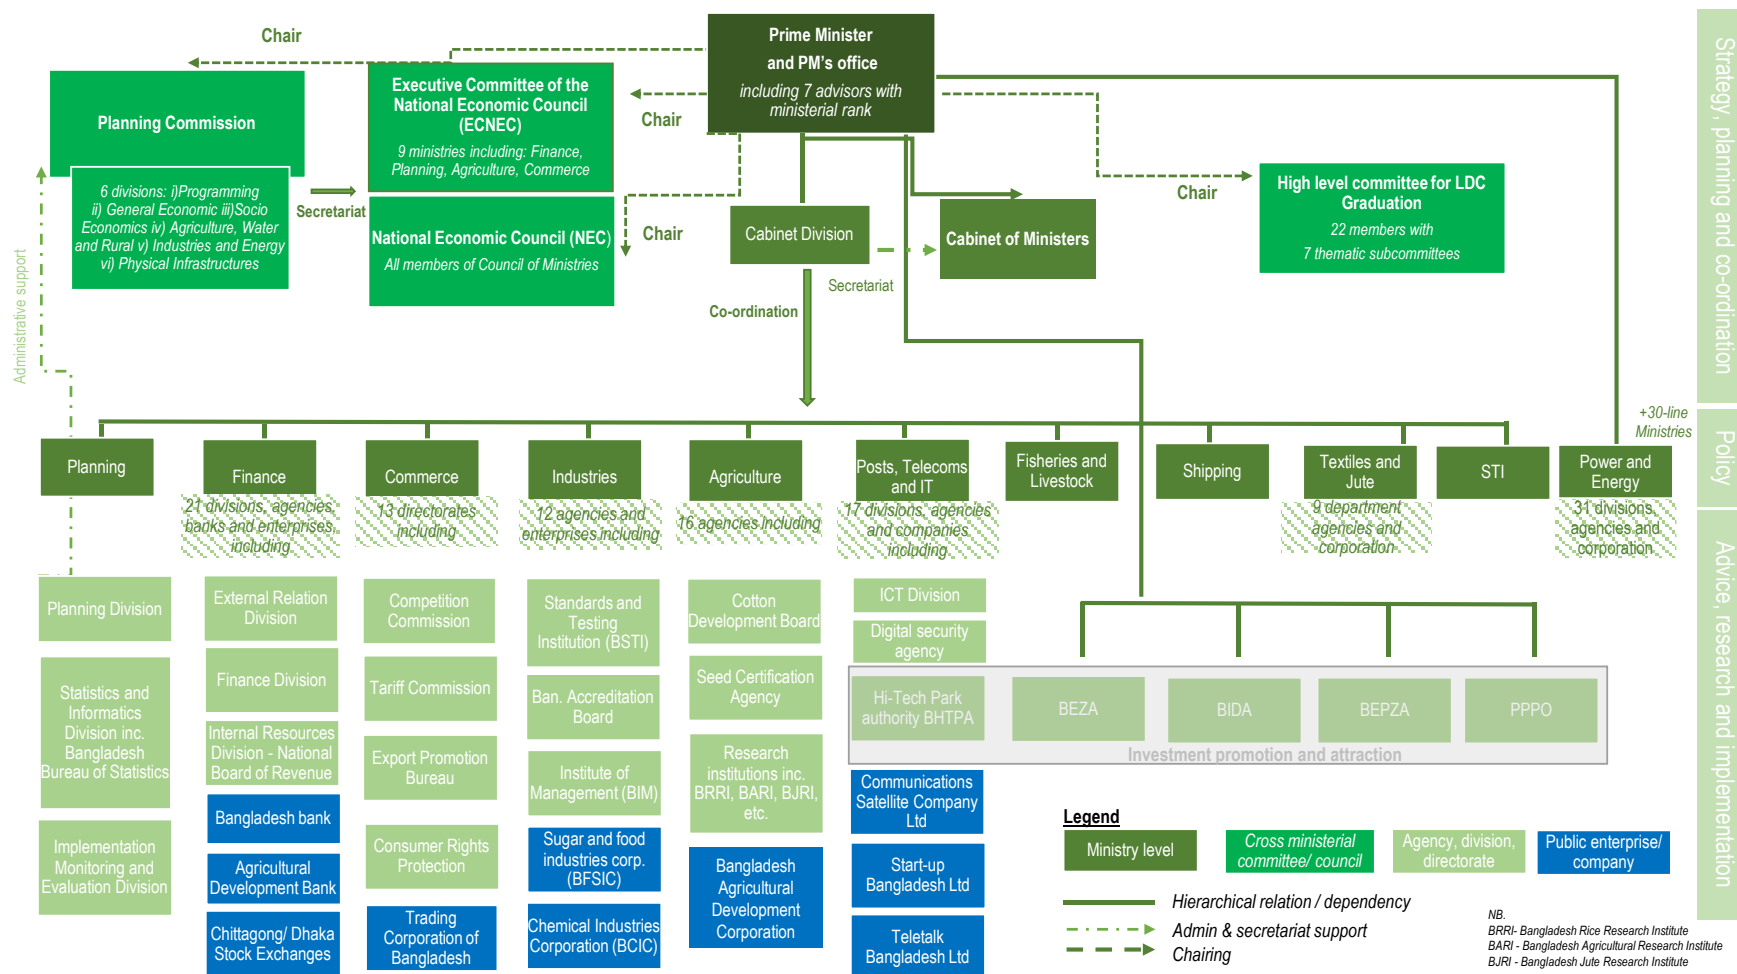 Chair
Prime Minister
and PM's office
including 7 advisors with
ministerial rank
Planning Commission
6 divisions: i)Programming
ii) General Economic iii)Socio
Economics iv) Agriculture, Water
and Rural v) Industries and Energy
vi) Physical Infrastructures
Secretariat
Executive Committee of the
National Economic Council
(ECNEC)
9 ministries including: Finance,
Planning, Agriculture, Commerce
Chair
National Economic Council (NEC)
All members of Council of Ministries
Chair
Cabinet Division
Secretariat
Cabinet of Ministers
Chair
High level committee for LDC
Graduation
22 members with
7 thematic subcommittees
Co-ordination
Administrative support
Strategy, planning and co-ordination
+30-line
Ministries
Policy
Planning
Finance
Commerce
Industries
Agriculture
Posts, Telecoms
and IT
Fisheries and
Livestock
Shipping
Textiles and
Jute
STI
Power and
Energy
21 divisions, agencies,
banks and enterprises,
including
13 directorates
including
12 agencies and
enterprises including
16 agencies including
17 divisions, agencies
and companies
including
9 department
agencies and
corporation
31 divisions,
agencies and
corporation
Advice, research and implementation
Planning Division
Statistics and
Informatics
Division inc.
Bangladesh
Bureau of Statistics
Implementation
Monitoring and
Evaluation Division
External Relation
Division
Finance Division
Internal Resources
Division - National
Board of Revenue
Bangladesh bank
Agricultural
Development Bank
Chittagong/ Dhaka
Stock Exchanges
Competition
Commission
Tariff Commission
Export Promotion
Bureau
Consumer Rights
Protection
Trading
Corporation of
Bangladesh
Standards and
Testing
Institution (BSTI)
Ban. Accreditation
Board
Institute of
Management (BIM)
Sugar and food
industries corp.
(BFSIC)
Chemical Industries
Corporation (BCIC)
Cotton
Development Board
Seed Certification
Agency
Research
institutions inc.
BRRI, BARI, BJRI,
etc.
Bangladesh
Agricultural
Development
Corporation
ICT Division
Digital security
agency
Hi-Tech Park
authority BHTPA
BEZA
BIDA
BEPZA
PPPO
Investment promotion and attraction
Communications
Satellite Company
Ltd
Start-up
Bangladesh Ltd
Teletalk
Bangladesh Ltd
Legend
Ministry level
Cross ministerial
committee/ council
Agency, division,
directorate
Public enterprise/
company
Hierarchical relation / dependency
Admin & secretariat support
Chairing
NB.
BRRI- Bangladesh Rice Research Institute
BARI - Bangladesh Agricultural Research Institute
BJRI - Bangladesh Jute Research Institute